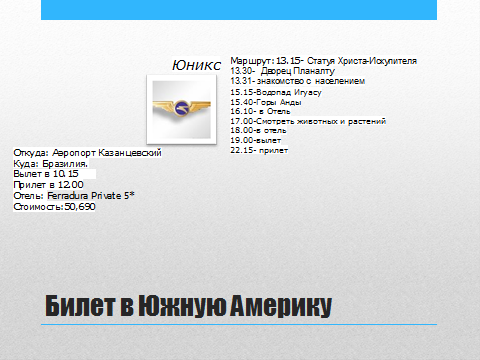 Юникс
Маршрут: 13.15- Статуя Христа-Искупителя
13.30- Дворец Планалту
13.31- знакомство с населением
15.15-Водопад Игуасу
15.40-Горы Анды
16.10- в Отель
17.00-Смотреть животных и растений
18.00-в отель
19.00-вылет
22.15- прилет
Откуда: Аэропорт Казанцевский
Куда: Бразилия.
Вылет в 10.15
Прилет в 12.00
Отель: Ferradura Private 5*
Стоимость:50,690
Билет в Южную Америку